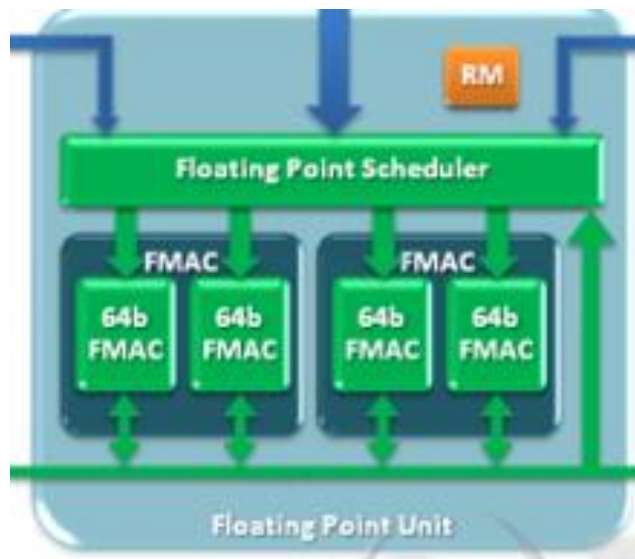 RM
Floating Point Scheduler
FMAC
FMAC
64b
FMAC
64b
FMAC
64b
FMAC
64b
FMAC
Floating Point Unit